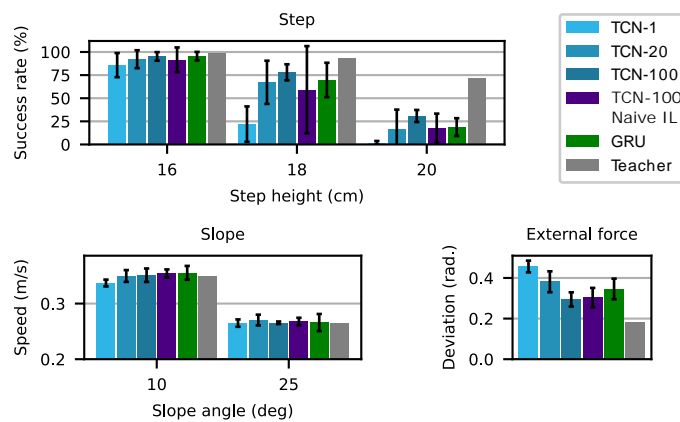 Step
Success rate (%)
100
75
50
25
0
16
18
20
Step height (cm)
TCN-1
TCN-20
TCN-100
TCN-100
Naive IL
GRU
Teacher
Slope
Speed (m/s)
0.3
0.2
10
25
Slope angle (deg)
External force
Deviation (rad.)
0.4
0.2
0.0